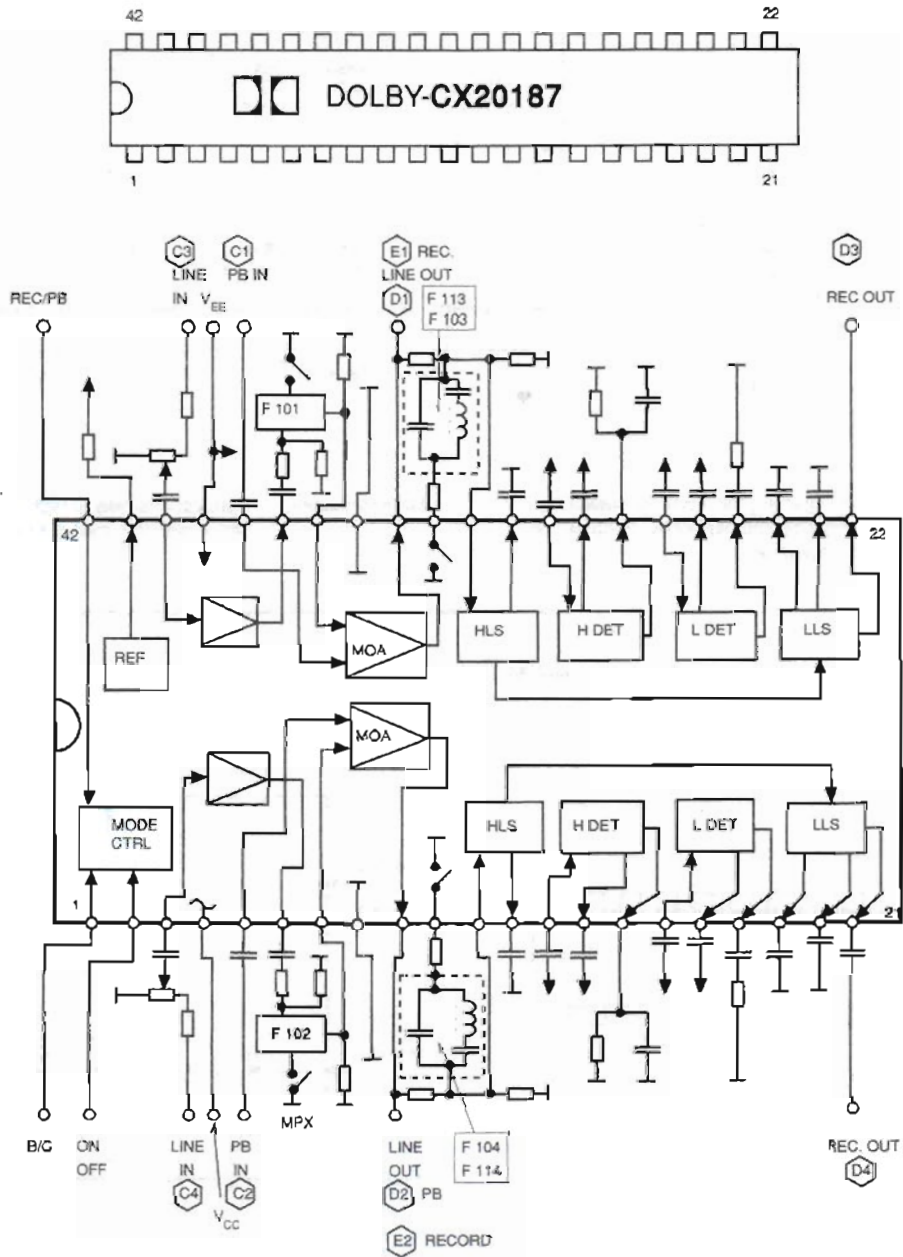 42 22
DOLBY-CX20187
1 21
C3 C1 E1 REC. D3
LINE PB IN LINE OUT
REC/PB IN VEE D1 F 113 REC OUT
F 103
F 101
42 22
REF MOA HLS H DET L DET LLS
MOA
MODE
CTRL HLS H DET L DET LLS
1 21
F 102
B/C ON LINE PB MPX LINE F 104 REC. OUT
OFF IN IN OUT F 114
C4 C2 D2 PB D4
VCC
E2 RECORD